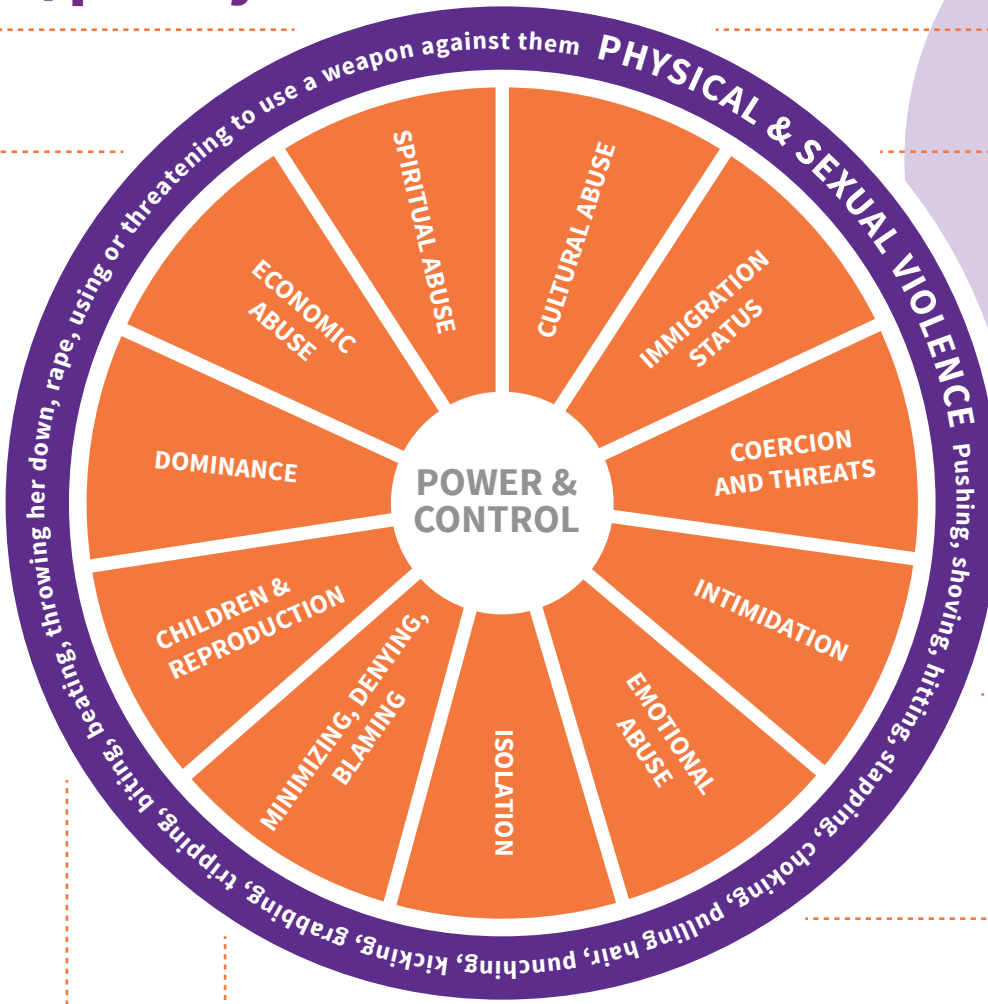 PHYSICAL & SEXUAL VIOLENCE Pushing, shoving, hitting, slapping, choking, pulling hair, punching, kicking, grabbing, tripping, biting, beating, throwing her down, rape, using or threatening to use a weapon against them
CULTURAL ABUSE
IMMIGRATION
STATUS
COERCION
AND THREATS
INTIMIDATION
EMOTIONAL
ABUSE
ISOLATION
MINIMIZING, DENYING,
BLAMING
CHILDREN &
REPRODUCTION
DOMINANCE
ECONOMIC
ABUSE
SPIRITUAL ABUSE
POWER &
CONTROL